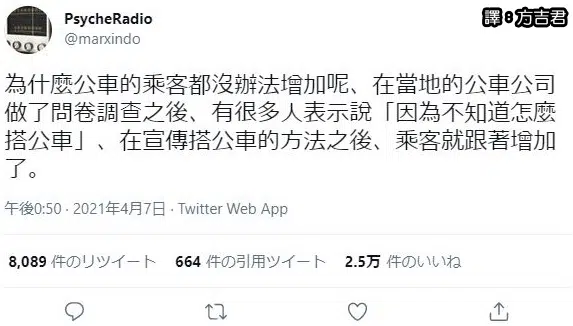 譯8方吉君
PsycheRadio
@marxindo
為什麼公車的乘客都沒辦法增加呢、在當地的公車公司
做了問卷調查之後、有很多人表示說「因為不知道怎麼
搭公車」、在宣傳搭公車的方法之後、乘客就跟著增加
了。
午後0:50 · 2021年4月7日 · Twitter Web App
8,089 件のリツイート 664 件の引用ツイート 2.5万 件のいいね